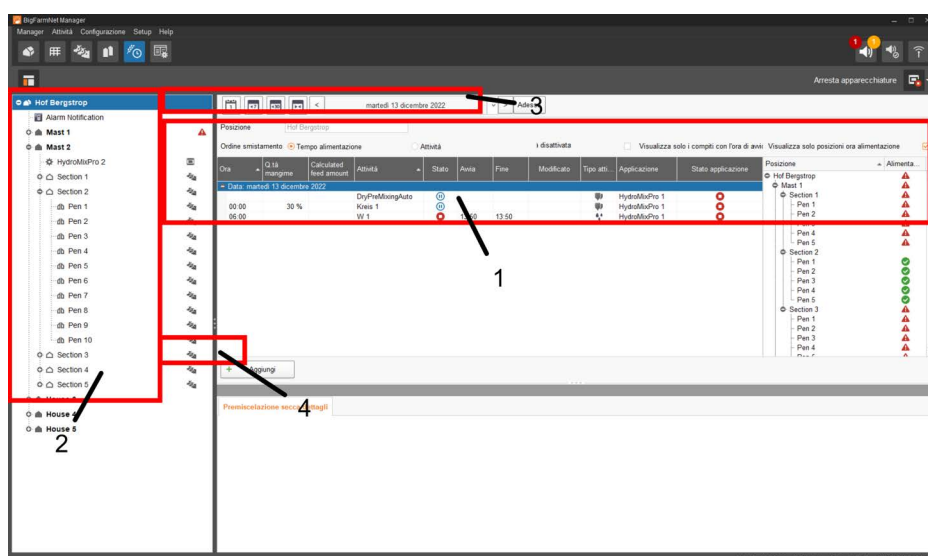 BigFarmNet Manager
Manager Attività Configurazione Setup Help
1
Arresta apparecchiature
Hof Bergstrop
Alarm Notification
Mast 1
Mast 2
HydroMixPro 2
Section 1
Section 2
Pen 1
Pen 2
Pen 3
Pen 4
Pen 5
Pen 6
Pen 7
Pen 8
Pen 9
Pen 10
Section 3
Section 4
Section 5
House 4
House 5
2
1 +7 +30 < martedì 13 dicembre 2022 >
3
Posizione Hof Bergstrop
Ordine smistamento Tempo alimentazione Attività disattivata Visualizza solo i compiti con l'ora di avvi Visualizza solo posizioni ora alimentazione
Ora Q.tà mangime Calculated feed amount Attività Stato Avvia Fine Modificato Tipo atti... Applicazione Stato applicazione
Data: martedì 13 dicembre 2022
DryPreMixingAuto HydroMixPro 1
00:00 30 % Kreis 1 HydroMixPro 1
06:00 W 1 13:50 HydroMixPro 1
1
Posizione Alimenta...
Hof Bergstrop
Mast 1
Section 1
Pen 1
Pen 2
Pen 4
Pen 5
Section 2
Pen 1
Pen 2
Pen 3
Pen 4
Pen 5
Section 3
Pen 1
Pen 2
Pen 3
Pen 4
+ Aggiungi
4
Premiscelazione secca dettagli